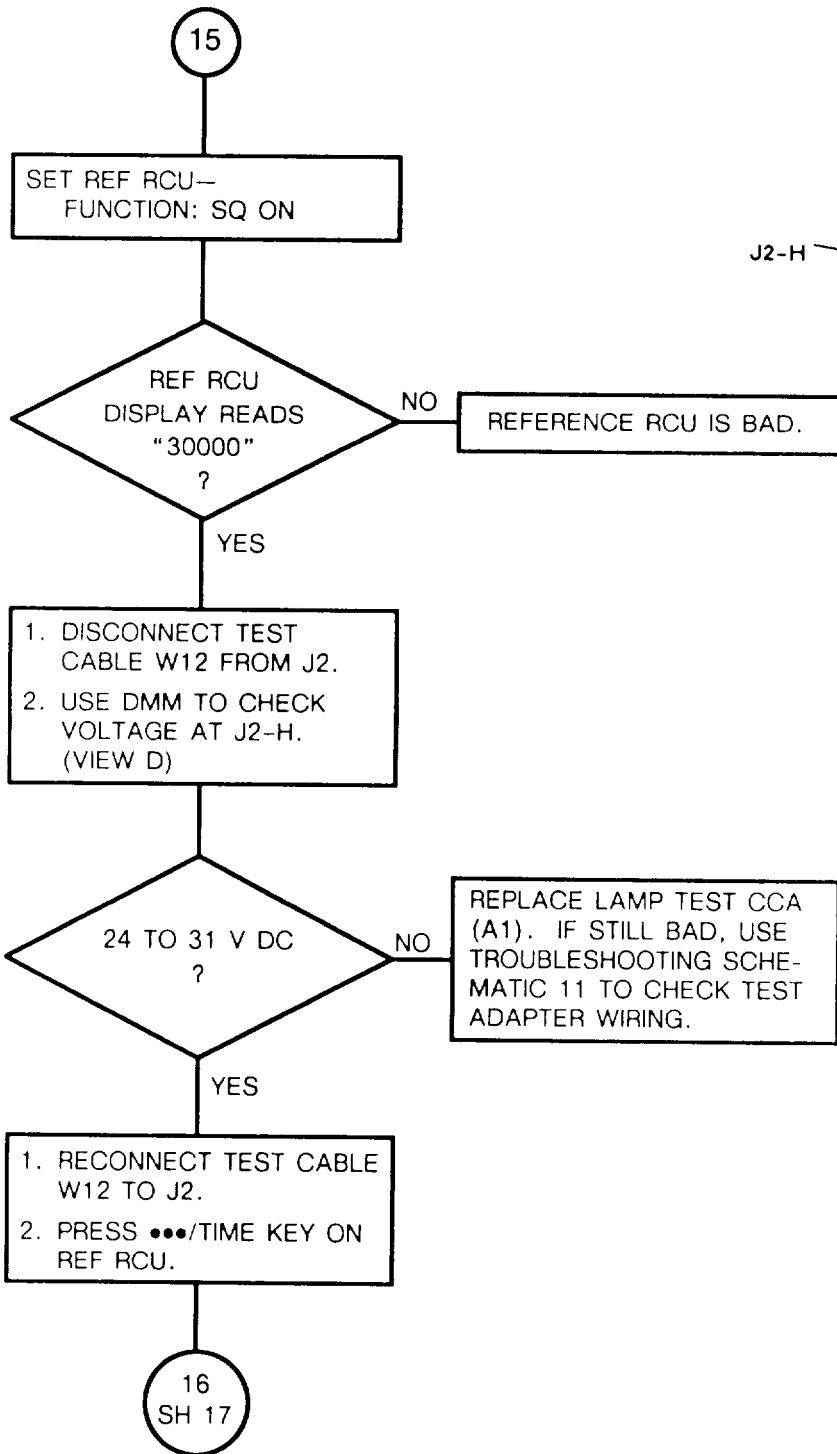 15
SET REF RCU—
FUNCTION: SQ ON
J2-H
REF RCU
DISPLAY READS
"30000"
?
NO
REFERENCE RCU IS BAD.
YES
1. DISCONNECT TEST
CABLE W12 FROM J2.
2. USE DMM TO CHECK
VOLTAGE AT J2-H.
(VIEW D)
24 TO 31 V DC
?
NO
REPLACE LAMP TEST CCA
(A1). IF STILL BAD, USE
TROUBLESHOOTING SCHE-
MATIC 11 TO CHECK TEST
ADAPTER WIRING.
YES
1. RECONNECT TEST CABLE
W12 TO J2.
2. PRESS •••/TIME KEY ON
REF RCU.
16
SH 17